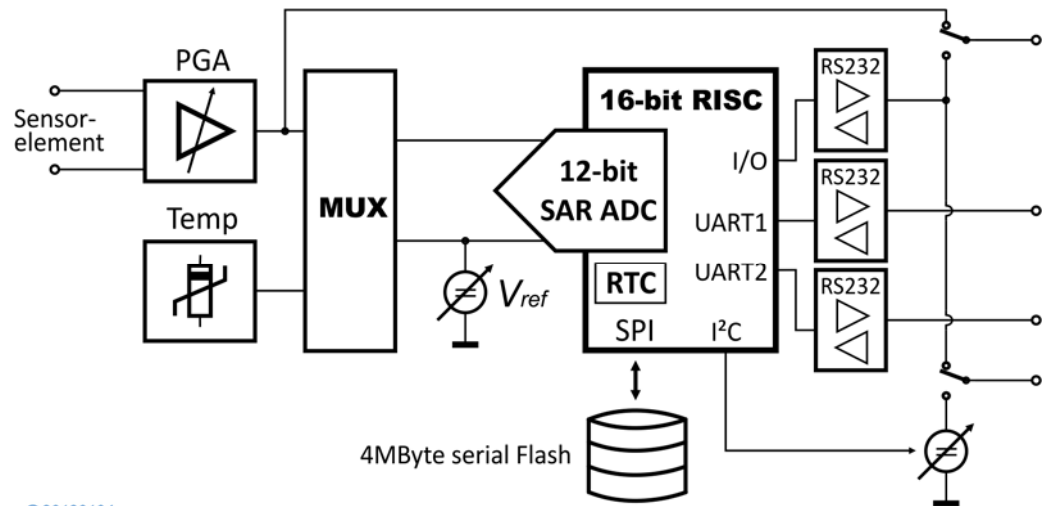 PGA
Sensor-
element
Temp
MUX
Vref
16-bit RISC
12-bit
SAR ADC
RTC
SPI
I/O
UART1
UART2
I²C
RS232
RS232
RS232
4MByte serial Flash